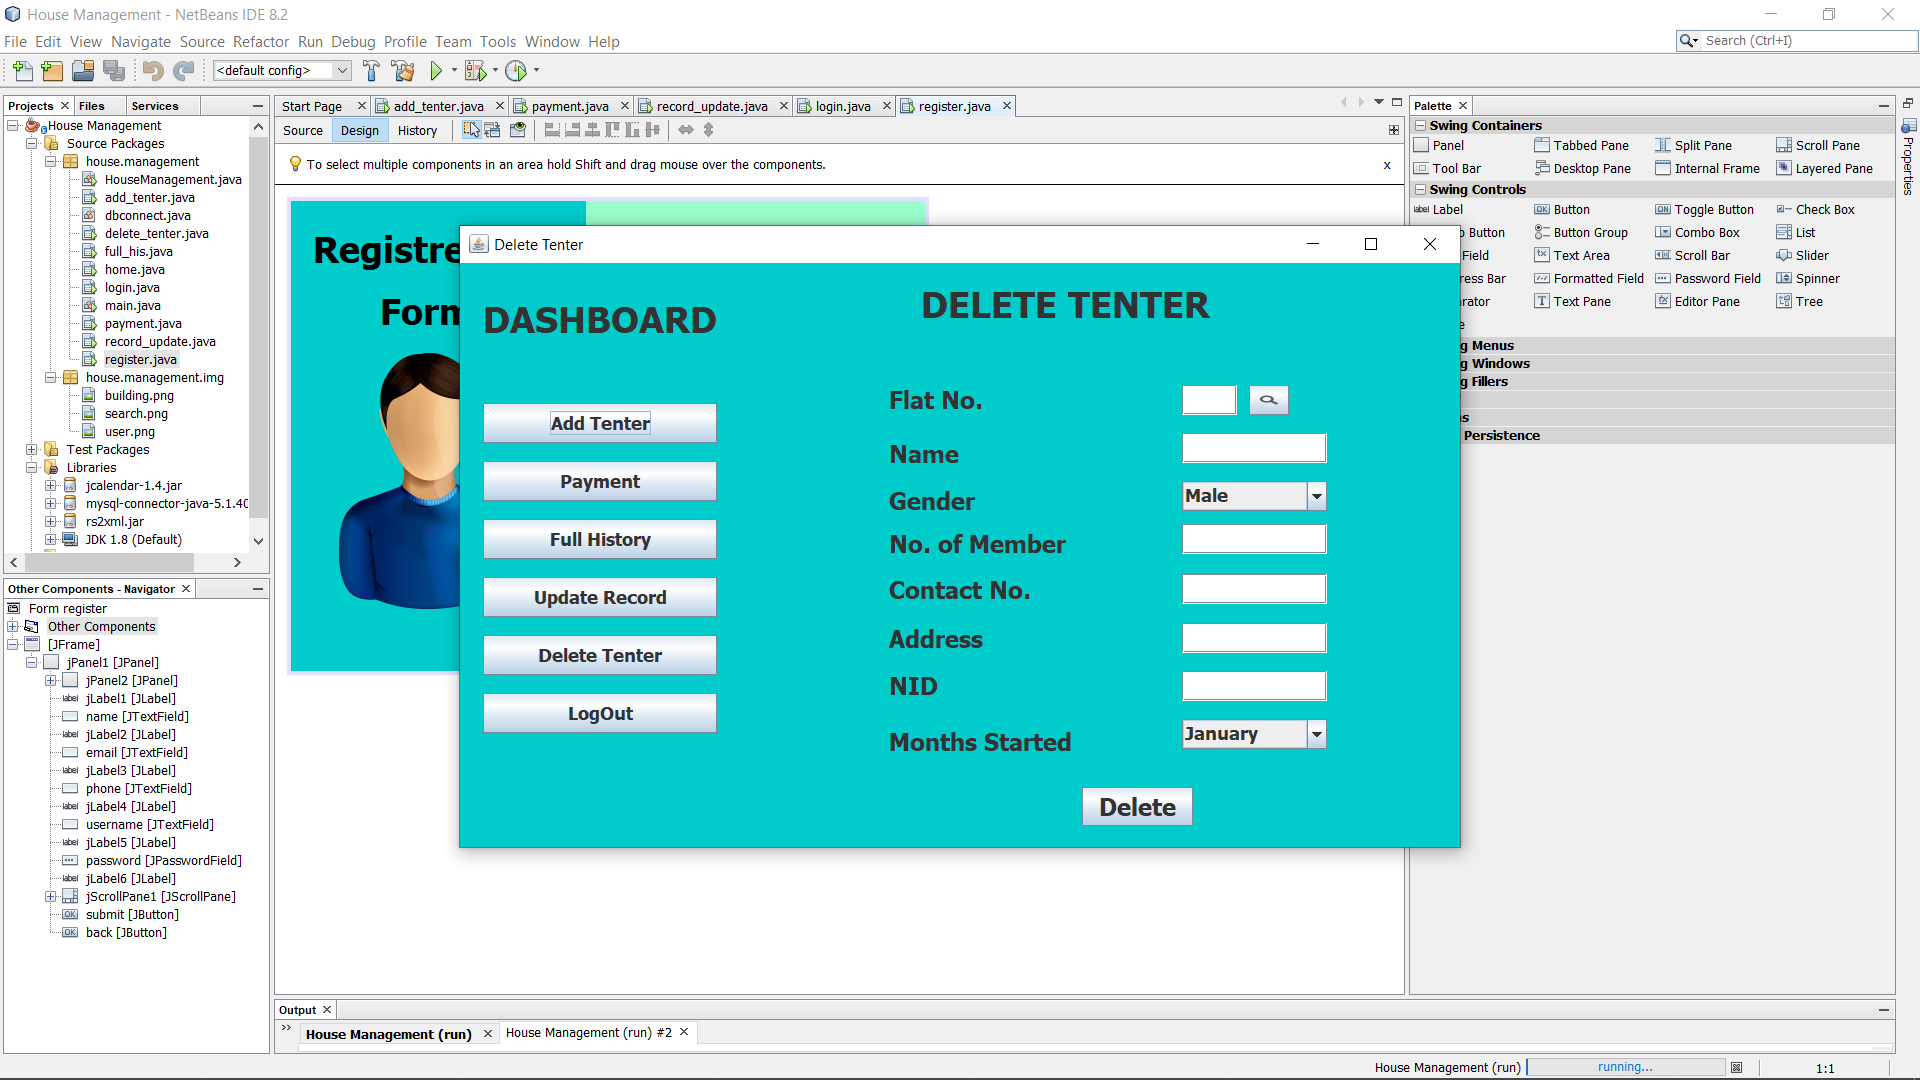 House Management - NetBeans IDE 8.2
File Edit View Navigate Source Refactor Run Debug Profile Team Tools Window Help
Search (Ctrl+I)
<default config>
Projects
Files
Services
House Management
Source Packages
house.management
HouseManagement.java
add_tenter.java
dbconnect.java
delete_tenter.java
full_his.java
home.java
login.java
main.java
payment.java
record_update.java
register.java
house.management.img
building.png
search.png
user.png
Test Packages
Libraries
jcalendar-1.4.jar
mysql-connector-java-5.1.40
rs2xml.jar
JDK 1.8 (Default)
Other Components - Navigator
Form register
Other Components
[JFrame]
jPanel1 [JPanel]
jPanel2 [JPanel]
jLabel1 [JLabel]
name [JTextField]
jLabel2 [JLabel]
email [JTextField]
jLabel3 [JLabel]
phone [JTextField]
jLabel4 [JLabel]
username [JTextField]
jLabel5 [JLabel]
password [JPasswordField]
jLabel6 [JLabel]
jScrollPane1 [JScrollPane]
submit [JButton]
back [JButton]
Start Page
add_tenter.java
payment.java
record_update.java
login.java
register.java
Source Design History
To select multiple components in an area hold Shift and drag mouse over the components.
x
Registre
Form
Delete Tenter
DASHBOARD
Add Tenter
Payment
Full History
Update Record
Delete Tenter
LogOut
DELETE TENTER
Flat No.
Name
Gender Male
No. of Member
Contact No.
Address
NID
Months Started January
Delete
Palette
Swing Containers
Panel Tabbed Pane Split Pane Scroll Pane
Tool Bar Desktop Pane Internal Frame Layered Pane
Swing Controls
Label Button Toggle Button Check Box
o Button Button Group Combo Box List
Field Text Area Scroll Bar Slider
ress Bar Formatted Field Password Field Spinner
rator Text Pane Editor Pane Tree
e
g Menus
g Windows
g Fillers
s
Persistence
Properties
Output
House Management (run)
House Management (run) #2
House Management (run)
running...
1:1